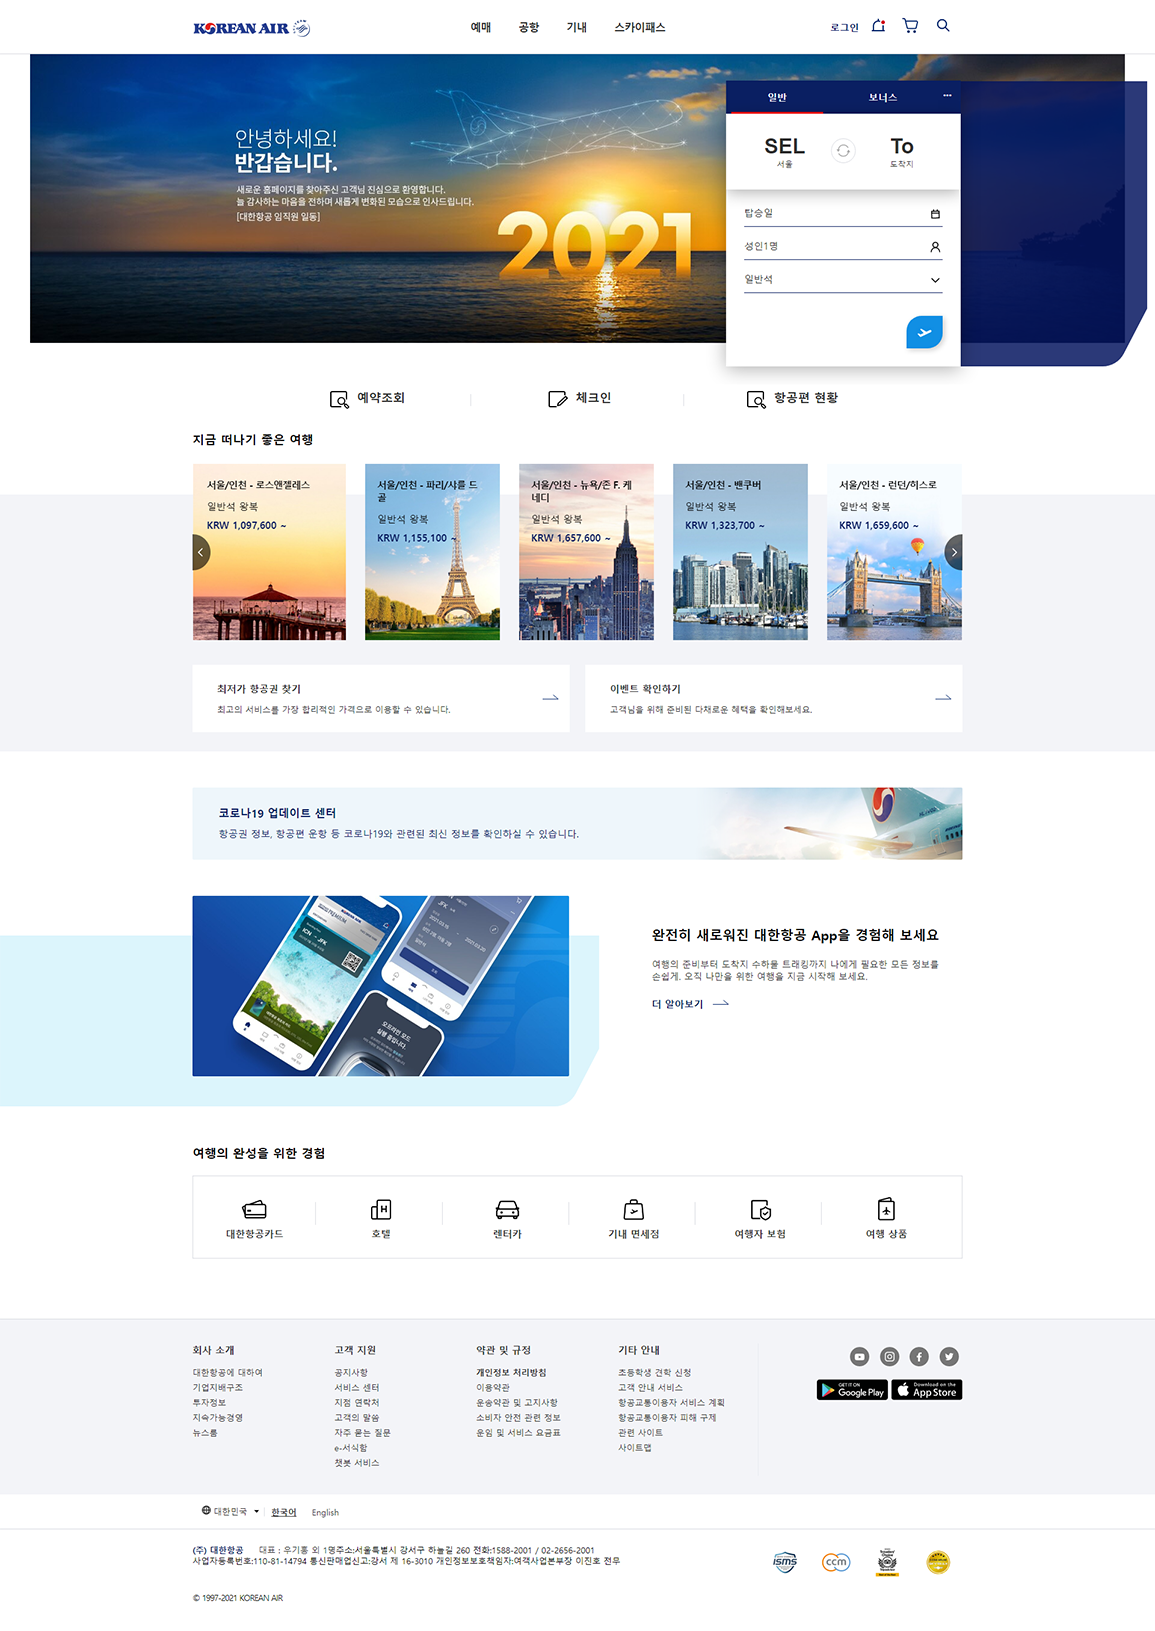 KOREAN AIR
예매 공항 기내 스카이패스
로그인
안녕하세요!
반갑습니다.
새로운 홈페이지를 찾아주신 고객님 진심으로 환영합니다.
늘 감사하는 마음을 전하며 새롭게 변화된 모습으로 인사드립니다.
[대한항공 임직원 일동]
2021
일반 보너스 ···
SEL To
서울 도착지
탑승일
성인1명
일반석
예약조회 체크인 항공편 현황
지금 떠나기 좋은 여행
서울/인천 - 로스앤젤레스
일반석 왕복
KRW 1,097,600 ~
서울/인천 - 파리/샤를 드
골
일반석 왕복
KRW 1,155,100 ~
서울/인천 - 뉴욕/존 F. 케
네디
일반석 왕복
KRW 1,657,600 ~
서울/인천 - 밴쿠버
일반석 왕복
KRW 1,323,700 ~
서울/인천 - 런던/히스로
일반석 왕복
KRW 1,659,600 ~
최저가 항공권 찾기
최고의 서비스를 가장 합리적인 가격으로 이용할 수 있습니다.
이벤트 확인하기
고객님을 위해 준비된 다채로운 혜택을 확인해보세요.
코로나19 업데이트 센터
항공권 정보, 항공편 운항 등 코로나19와 관련된 최신 정보를 확인하실 수 있습니다.
KOREAN AIR
ICN - JFK
JFK
오프라인 모드
실행 중입니다.
완전히 새로워진 대한항공 App을 경험해 보세요
여행의 준비부터 도착지 수하물 트래킹까지 나에게 필요한 모든 정보를
손쉽게. 오직 나만을 위한 여행을 지금 시작해 보세요.
더 알아보기
여행의 완성을 위한 경험
대한항공카드 호텔 렌터카 기내 면세점 여행자 보험 여행 상품
회사 소개
대한항공에 대하여
기업지배구조
투자정보
지속가능경영
뉴스룸
고객 지원
공지사항
서비스 센터
지점 연락처
고객의 말씀
자주 묻는 질문
e-서식함
챗봇 서비스
약관 및 규정
개인정보 처리방침
이용약관
운송약관 및 고지사항
소비자 안전 관련 정보
운임 및 서비스 요금표
기타 안내
초등학생 견학 신청
고객 안내 서비스
항공교통이용자 서비스 계획
항공교통이용자 피해 구제
관련 사이트
사이트맵
GET IT ON
Google Play
Download on the
App Store
대한민국 한국어 English
(주) 대한항공 대표 : 우기홍 외 1명주소:서울특별시 강서구 하늘길 260 전화:1588-2001 / 02-2656-2001
사업자등록번호:110-81-14794 통신판매업신고:강서 제 16-3010 개인정보보호책임자:여객사업본부장 이진호 전무
ISMS ccm
© 1997-2021 KOREAN AIR